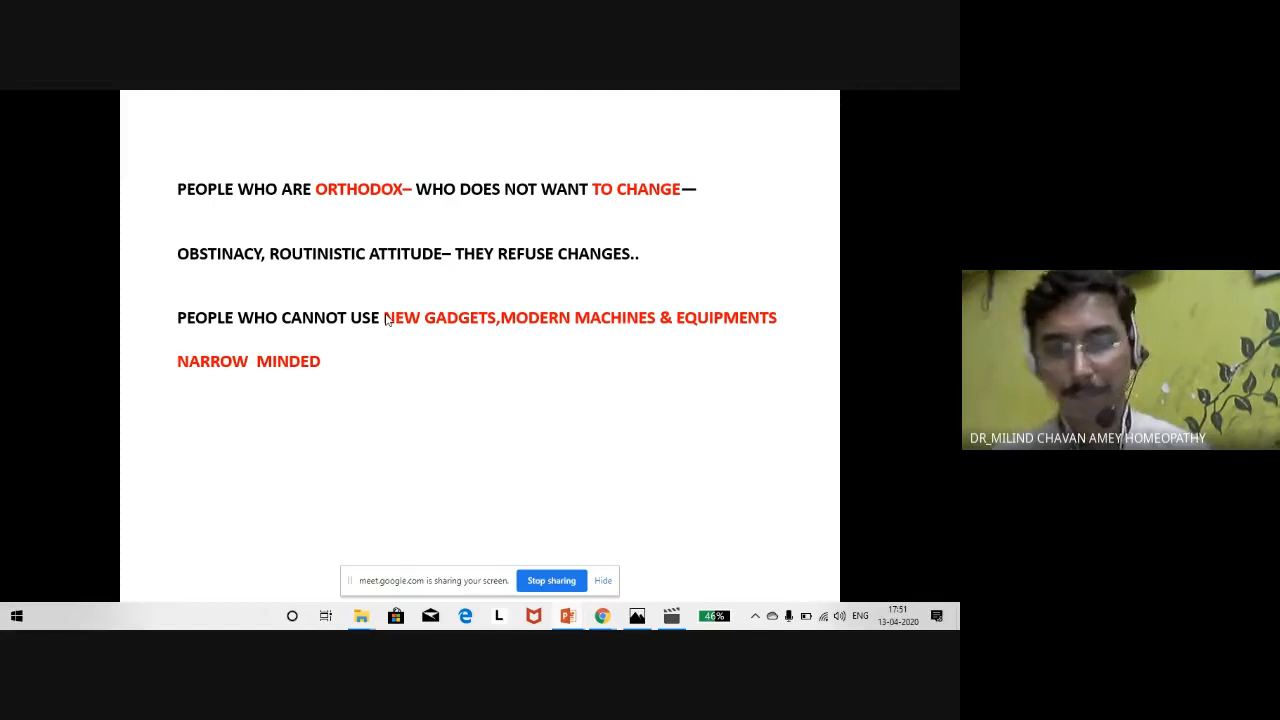 PEOPLE WHO ARE ORTHODOX– WHO DOES NOT WANT TO CHANGE—
OBSTINACY, ROUTINISTIC ATTITUDE– THEY REFUSE CHANGES..
PEOPLE WHO CANNOT USE NEW GADGETS,MODERN MACHINES & EQUIPMENTS
NARROW MINDED
DR_MILIND CHAVAN AMEY HOMEOPATHY
meet.google.com is sharing your screen. Stop sharing Hide
46% ENG 17:51
13-04-2020